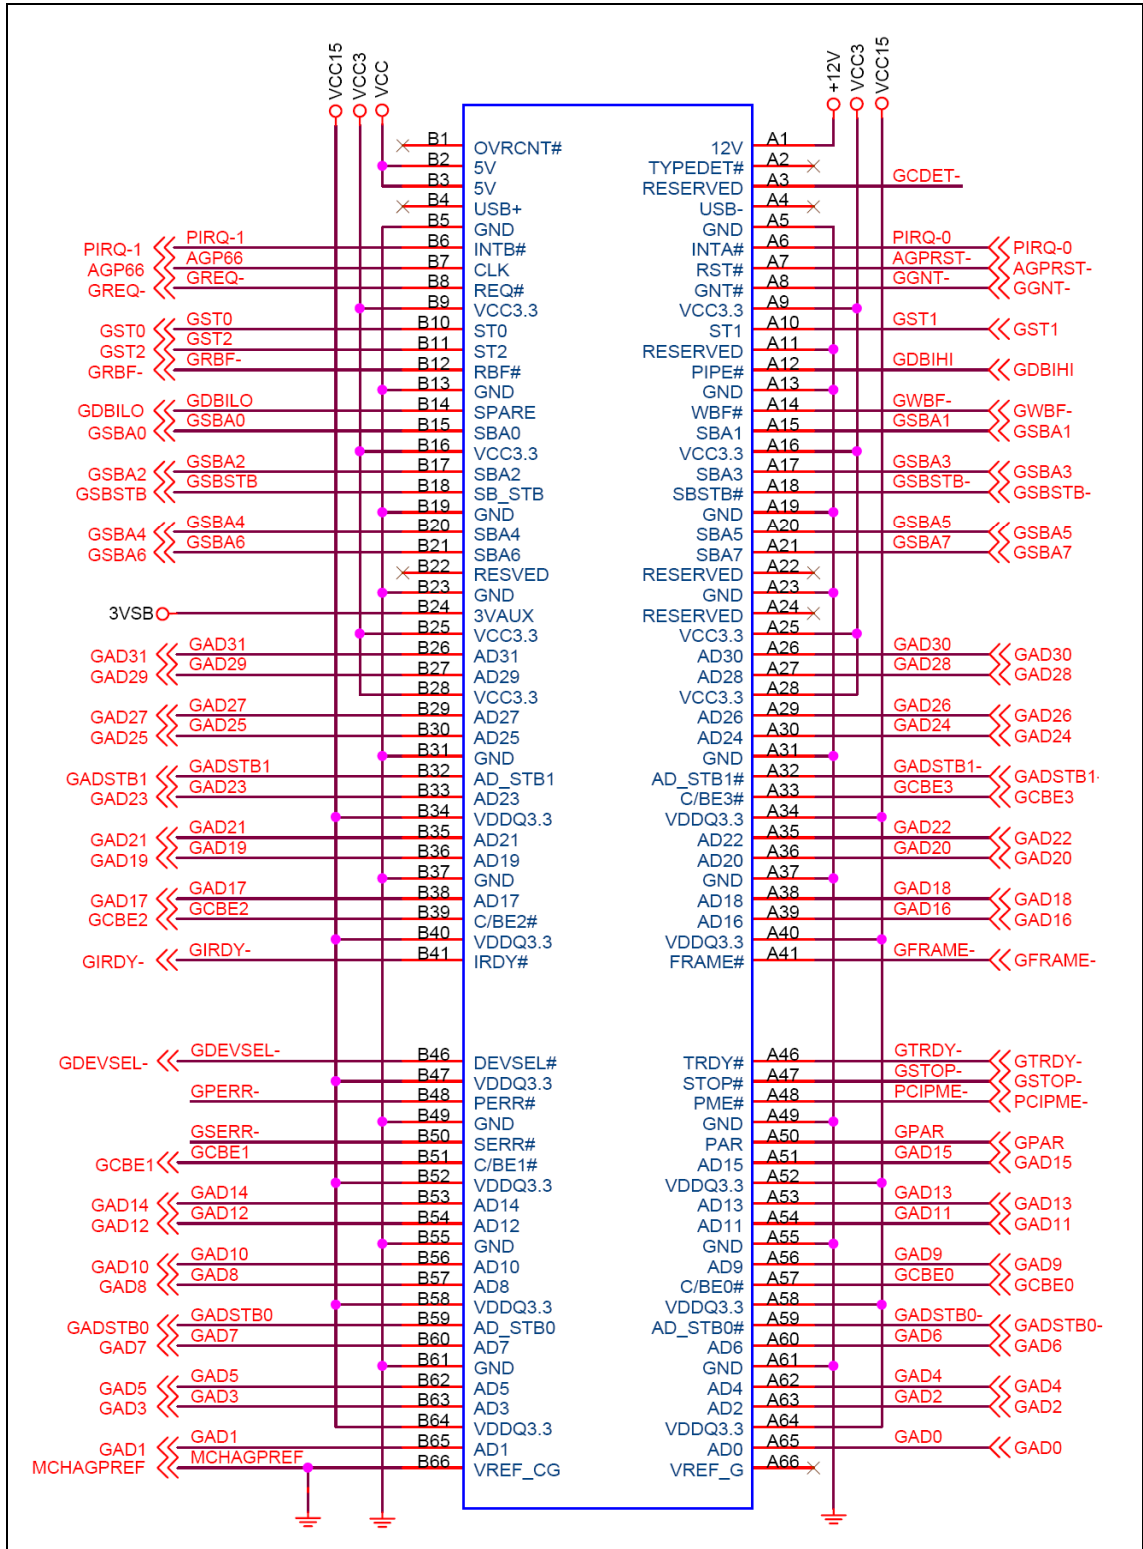 VCC15 VCC3 VCC +12V VCC3 VCC15
B1 OVRCNT# 12V A1
B2 5V TYPEDET# A2
B3 5V RESERVED A3 GCDET-
B4 USB+ USB- A4
B5 GND GND A5
PIRQ-1 PIRQ-1 B6 INTB# INTA# A6 PIRQ-0 PIRQ-0
AGP66 AGP66 B7 CLK RST# A7 AGPRST- AGPRST-
GREQ- GREQ- B8 REQ# GNT# A8 GGNT- GGNT-
B9 VCC3.3 VCC3.3 A9
GST0 GST0 B10 ST0 ST1 A10 GST1 GST1
GST2 GST2 B11 ST2 RESERVED A11
GRBF- GRBF- B12 RBF# PIPE# A12 GDBIHI GDBIHI
B13 GND GND A13
GDBILO GDBILO B14 SPARE WBF# A14 GWBF- GWBF-
GSBA0 GSBA0 B15 SBA0 SBA1 A15 GSBA1 GSBA1
B16 VCC3.3 VCC3.3 A16
GSBA2 GSBA2 B17 SBA2 SBA3 A17 GSBA3 GSBA3
GSBSTB GSBSTB B18 SB_STB SBSTB# A18 GSBSTB- GSBSTB-
B19 GND GND A19
GSBA4 GSBA4 B20 SBA4 SBA5 A20 GSBA5 GSBA5
GSBA6 GSBA6 B21 SBA6 SBA7 A21 GSBA7 GSBA7
B22 RESVED RESERVED A22
B23 GND GND A23
3VSB B24 3VAUX RESERVED A24
B25 VCC3.3 VCC3.3 A25
GAD31 GAD31 B26 AD31 AD30 A26 GAD30 GAD30
GAD29 GAD29 B27 AD29 AD28 A27 GAD28 GAD28
B28 VCC3.3 VCC3.3 A28
GAD27 GAD27 B29 AD27 AD26 A29 GAD26 GAD26
GAD25 GAD25 B30 AD25 AD24 A30 GAD24 GAD24
B31 GND GND A31
GADSTB1 GADSTB1 B32 AD_STB1 AD_STB1# A32 GADSTB1- GADSTB1-
GAD23 GAD23 B33 AD23 C/BE3# A33 GCBE3 GCBE3
B34 VDDQ3.3 VDDQ3.3 A34
GAD21 GAD21 B35 AD21 AD22 A35 GAD22 GAD22
GAD19 GAD19 B36 AD19 AD20 A36 GAD20 GAD20
B37 GND GND A37
GAD17 GAD17 B38 AD17 AD18 A38 GAD18 GAD18
GCBE2 GCBE2 B39 C/BE2# AD16 A39 GAD16 GAD16
B40 VDDQ3.3 VDDQ3.3 A40
GIRDY- GIRDY- B41 IRDY# FRAME# A41 GFRAME- GFRAME-
GDEVSEL- GDEVSEL- B46 DEVSEL# TRDY# A46 GTRDY- GTRDY-
B47 VDDQ3.3 STOP# A47 GSTOP- GSTOP-
GPERR- B48 PERR# PME# A48 PCIPME- PCIPME-
B49 GND GND A49
GSERR- B50 SERR# PAR A50 GPAR GPAR
GCBE1 GCBE1 B51 C/BE1# AD15 A51 GAD15 GAD15
B52 VDDQ3.3 VDDQ3.3 A52
GAD14 GAD14 B53 AD14 AD13 A53 GAD13 GAD13
GAD12 GAD12 B54 AD12 AD11 A54 GAD11 GAD11
B55 GND GND A55
GAD10 GAD10 B56 AD10 AD9 A56 GAD9 GAD9
GAD8 GAD8 B57 AD8 C/BE0# A57 GCBE0 GCBE0
B58 VDDQ3.3 VDDQ3.3 A58
GADSTB0 GADSTB0 B59 AD_STB0 AD_STB0# A59 GADSTB0- GADSTB0-
GAD7 GAD7 B60 AD7 AD6 A60 GAD6 GAD6
B61 GND GND A61
GAD5 GAD5 B62 AD5 AD4 A62 GAD4 GAD4
GAD3 GAD3 B63 AD3 AD2 A63 GAD2 GAD2
B64 VDDQ3.3 VDDQ3.3 A64
GAD1 GAD1 B65 AD1 AD0 A65 GAD0 GAD0
MCHAGPREF MCHAGPREF B66 VREF_CG VREF_G A66